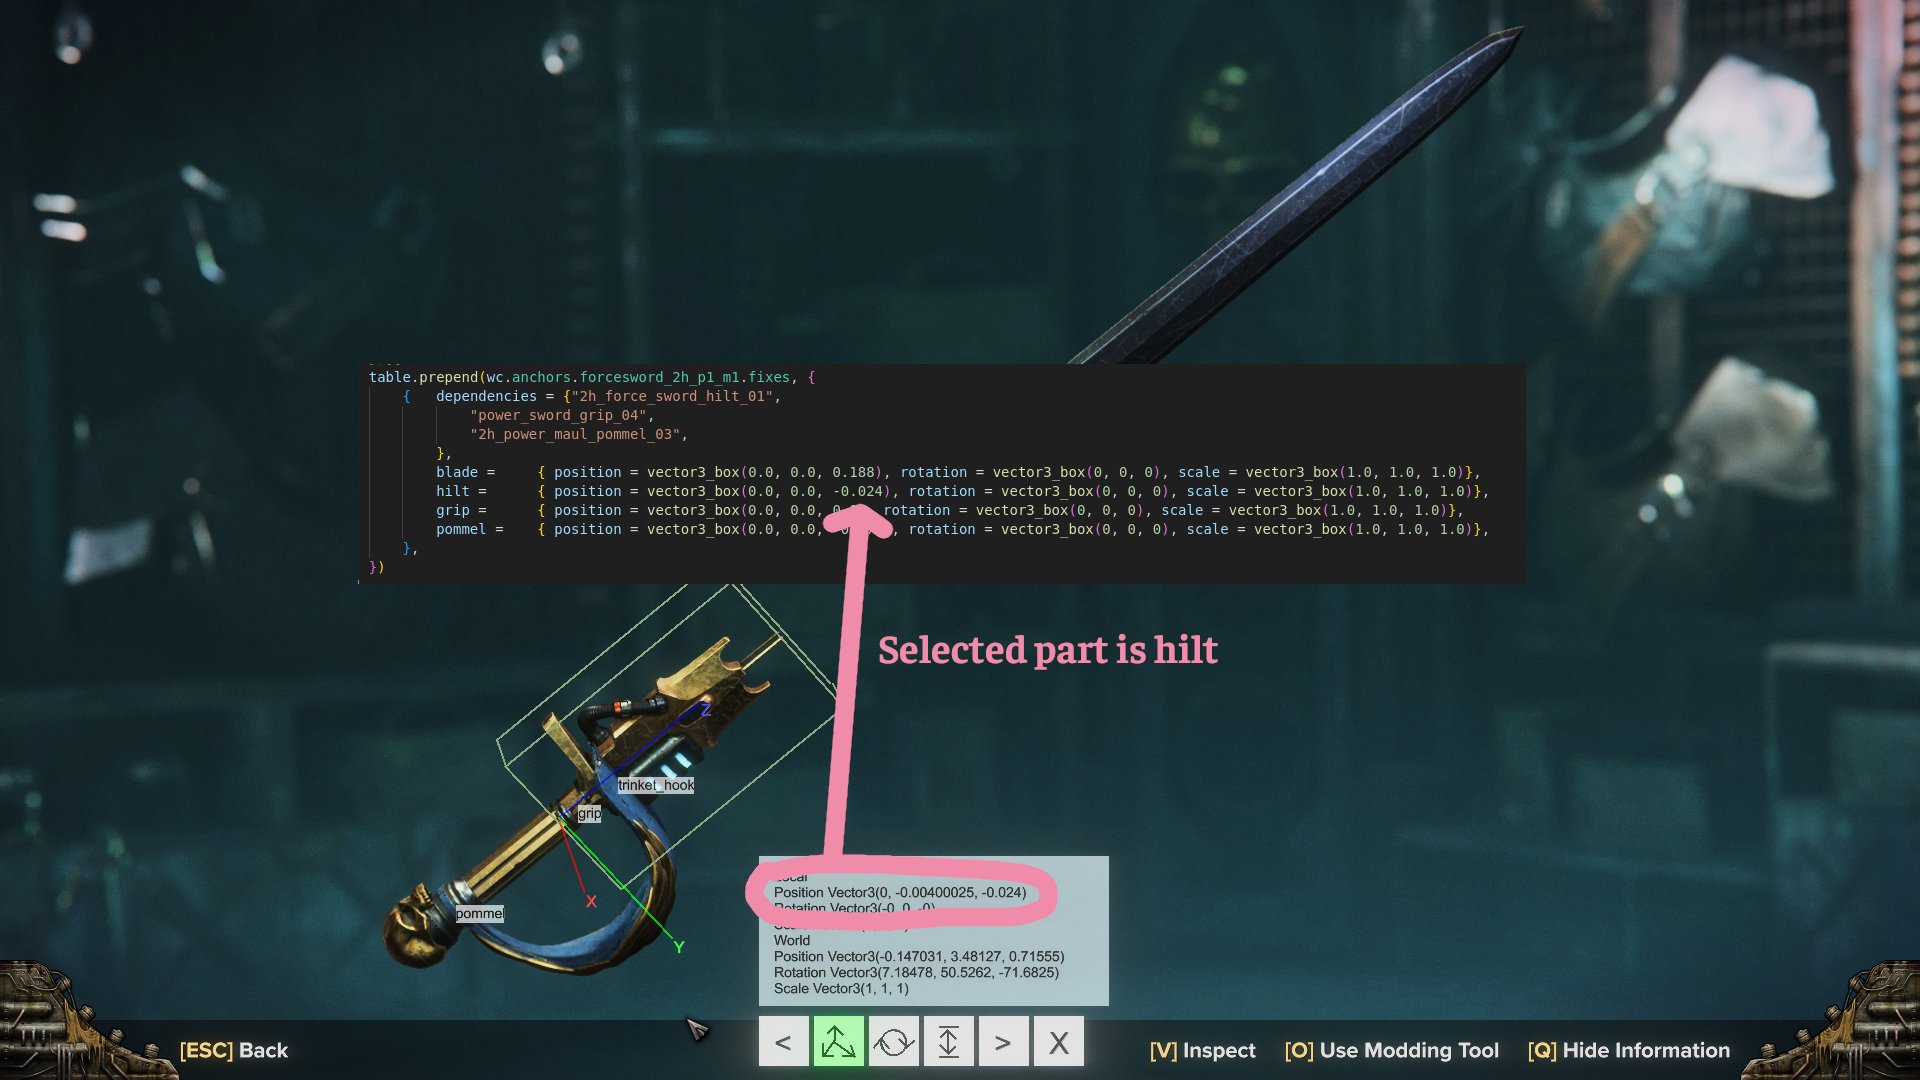 table.prepend(wc.anchors.forcesword_2h_p1_m1.fixes, {
{ dependencies = {"2h_force_sword_hilt_01",
"power_sword_grip_04",
"2h_power_maul_pommel_03",
},
blade = { position = vector3_box(0.0, 0.0, 0.188), rotation = vector3_box(0, 0, 0), scale = vector3_box(1.0, 1.0, 1.0)},
hilt = { position = vector3_box(0.0, 0.0, -0.024), rotation = vector3_box(0, 0, 0), scale = vector3_box(1.0, 1.0, 1.0)},
grip = { position = vector3_box(0.0, 0.0, rotation = vector3_box(0, 0, 0), scale = vector3_box(1.0, 1.0, 1.0)},
pommel = { position = vector3_box(0.0, 0.0, , rotation = vector3_box(0, 0, 0), scale = vector3_box(1.0, 1.0, 1.0)},
},
})
Selected part is hilt
Z
trinket_hook
grip
X
pommel
Y
Local
Position Vector3(0, -0.00400025, -0.024)
Rotation Vector3(-0, 0, -0)
World
Position Vector3(-0.147031, 3.48127, 0.71555)
Rotation Vector3(7.18478, 50.5262, -71.6825)
Scale Vector3(1, 1, 1)
< > X
[ESC] Back
[V] Inspect [O] Use Modding Tool [Q] Hide Information